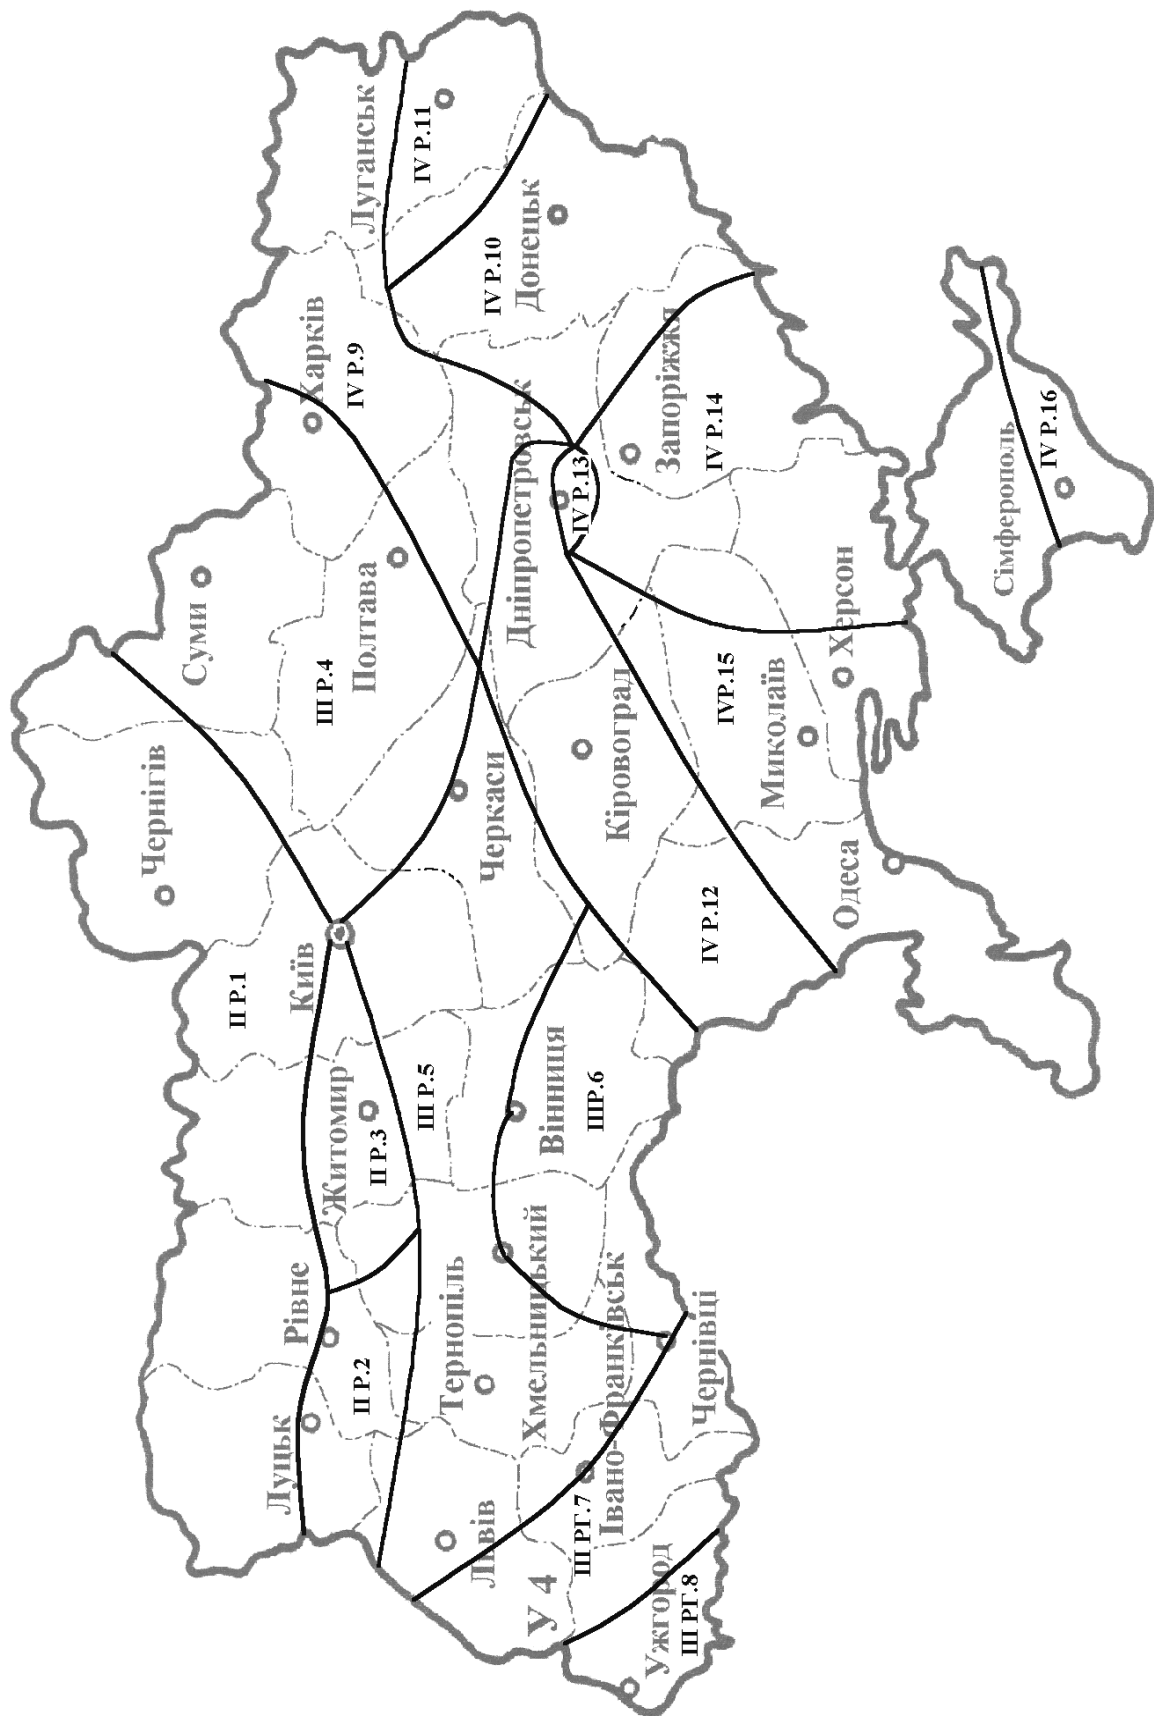 Чернігів
Суми
Луцьк
Рівне
II Р.1
Київ
Житомир
II Р.2
II Р.3
III Р.4
Полтава
Харків
IV Р.9
Луганськ
IV Р.11
Львів
Тернопіль
III Р.5
Черкаси
У 4
Хмельницький
Вінниця
Дніпропетровськ
IV Р.10
Донецьк
III РГ.7
Івано-Франківськ
IIIР.6
Кіровоград
IV Р.13
Ужгород
III РГ.8
Чернівці
IV Р.12
IVР.15
Запоріжжя
IV Р.14
Миколаїв
Одеса
Херсон
Сімферополь
IV Р.16